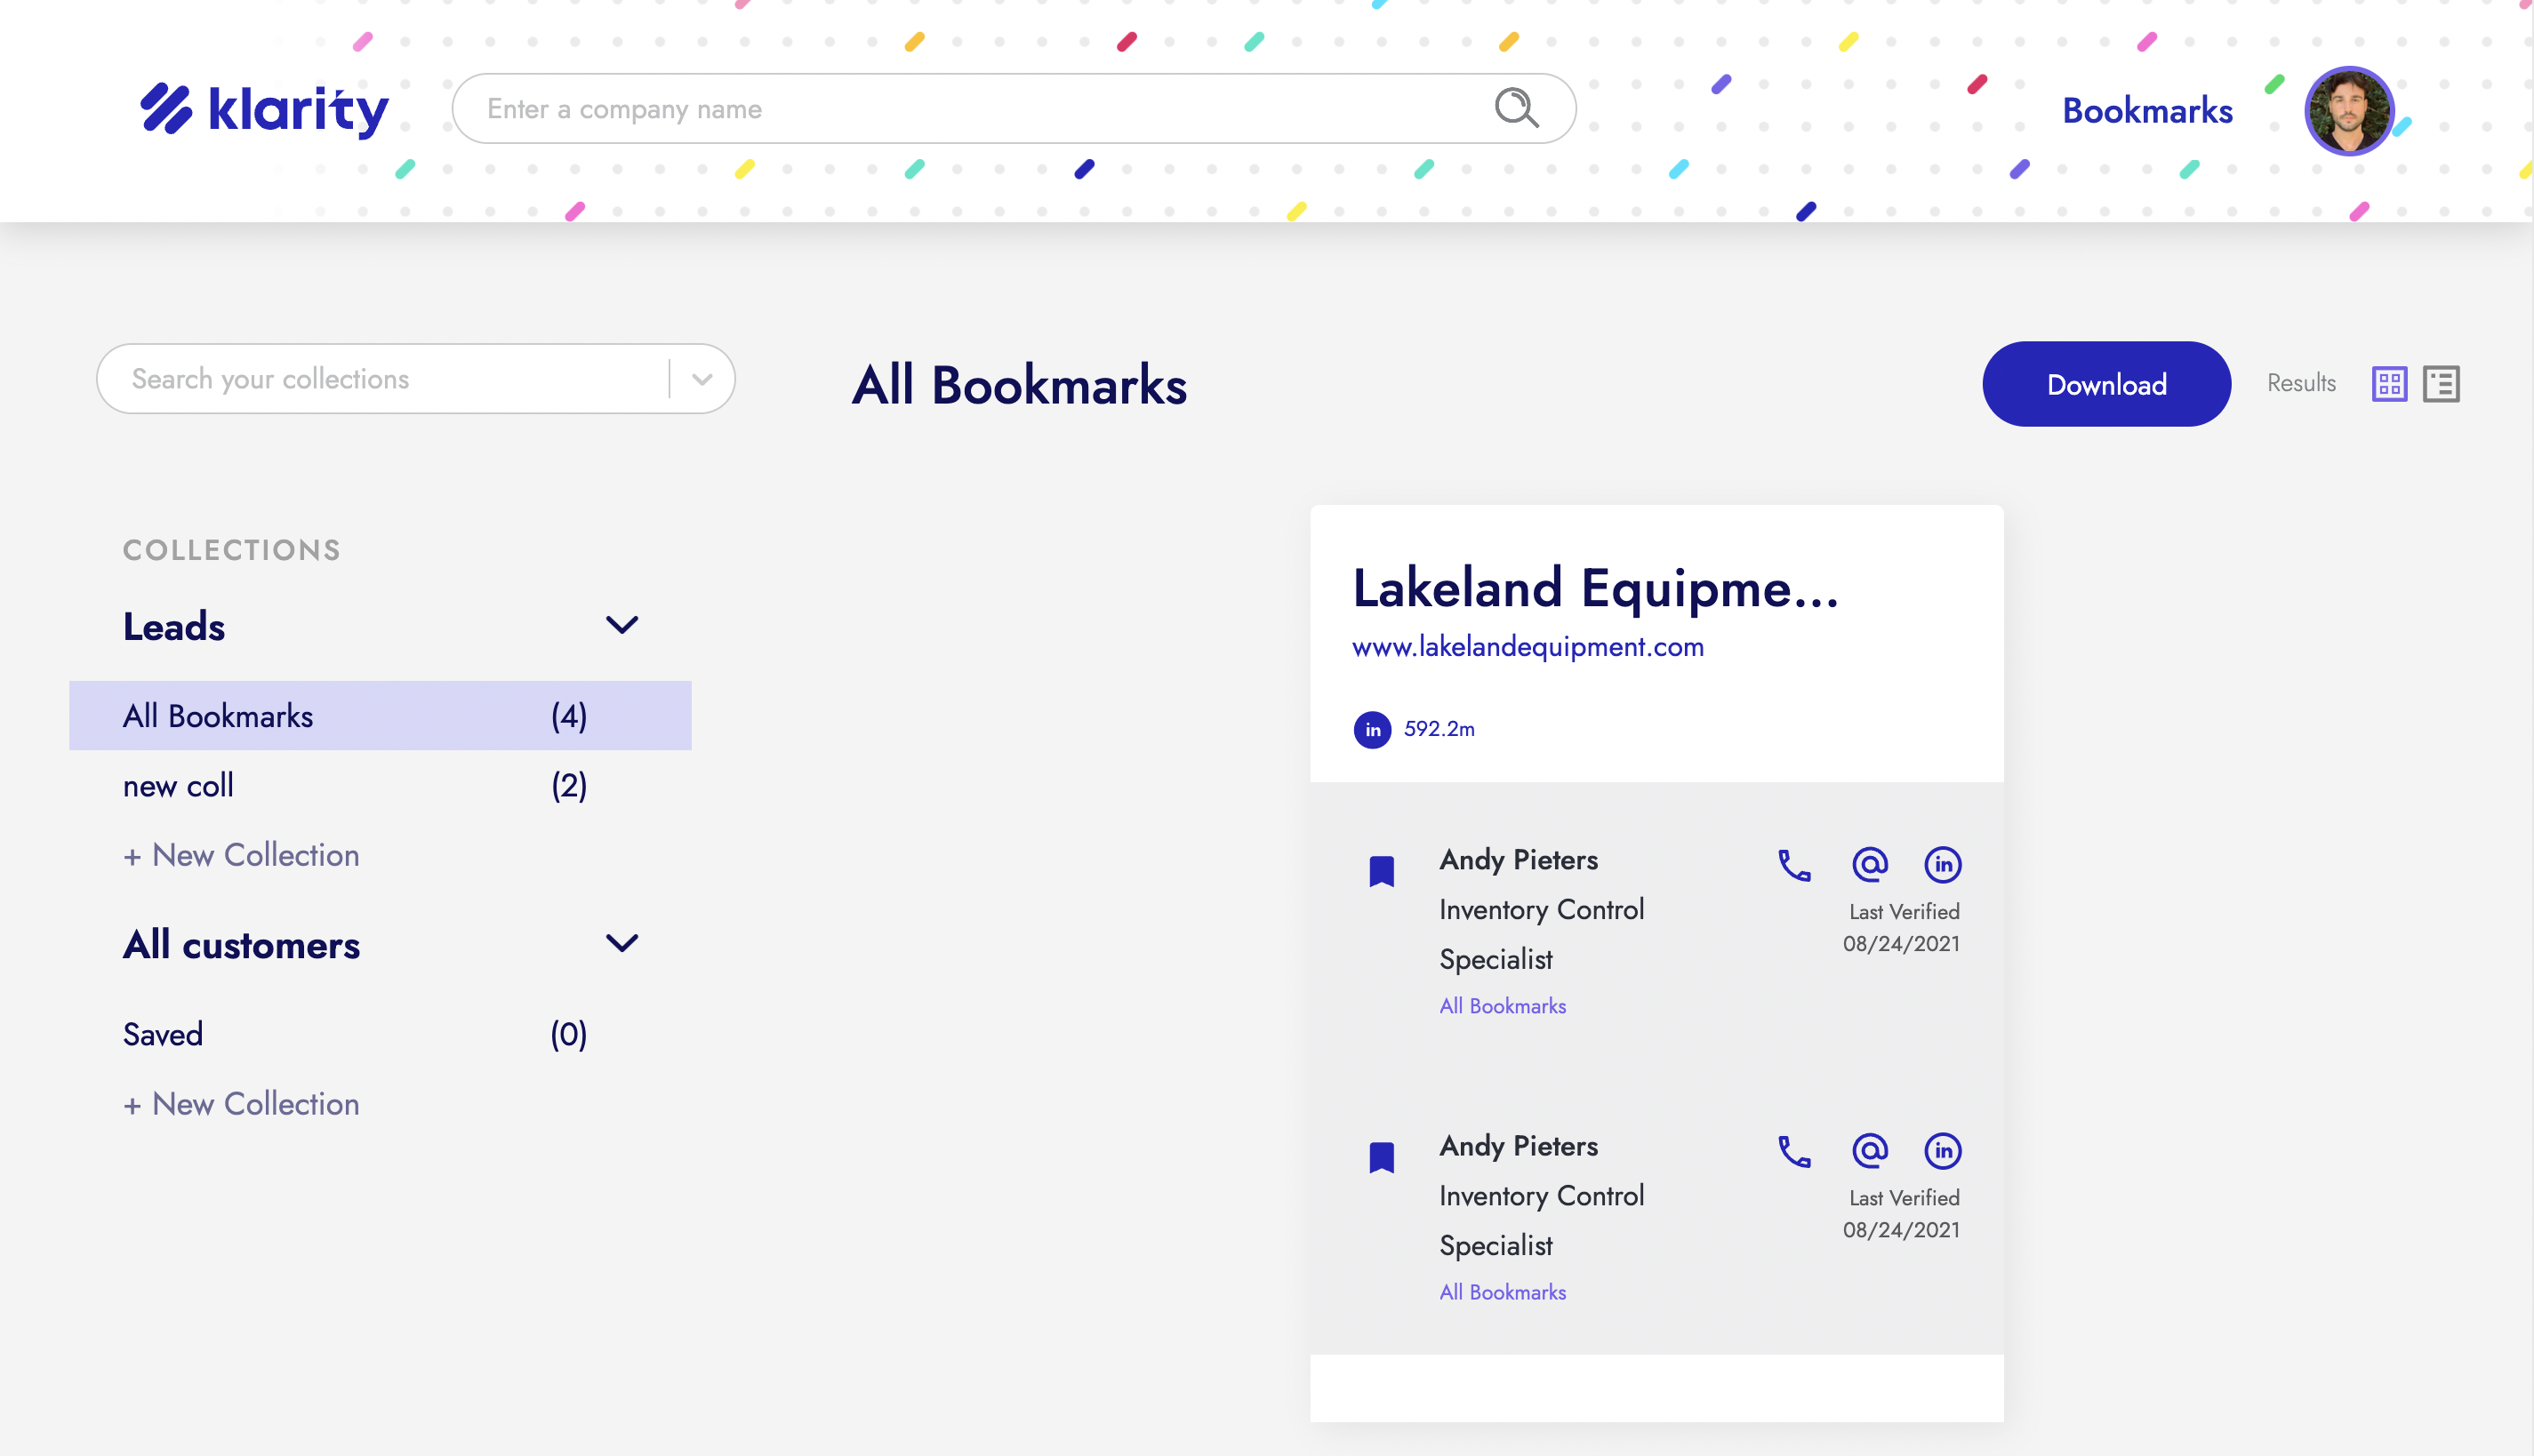 klarity
Enter a company name
Bookmarks
Search your collections
All Bookmarks
Download
Results
COLLECTIONS
Leads
All Bookmarks (4)
new coll (2)
+ New Collection
All customers
Saved (0)
+ New Collection
Lakeland Equipme...
www.lakelandequipment.com
in 592.2m
Andy Pieters
Inventory Control
Specialist
All Bookmarks
in
Last Verified
08/24/2021
Andy Pieters
Inventory Control
Specialist
All Bookmarks
in
Last Verified
08/24/2021